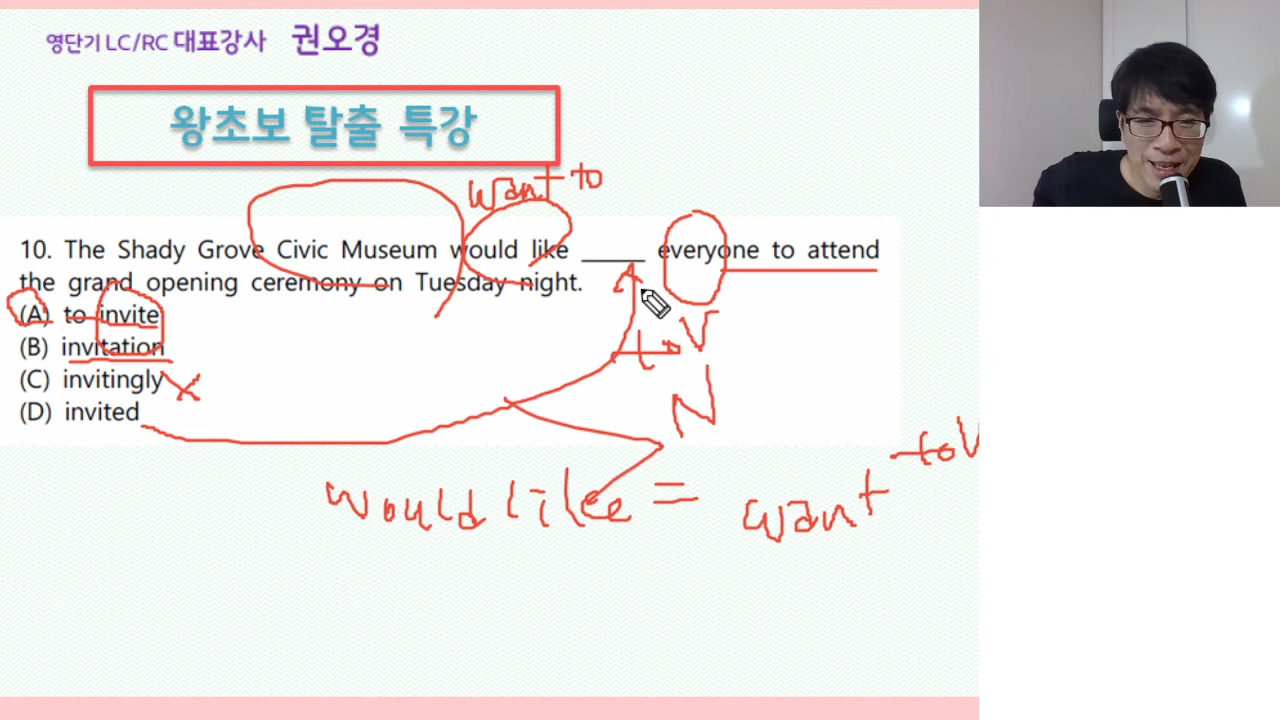 영단기 LC/RC 대표강사 권오경
왕초보 탈출 특강
want to
10. The Shady Grove Civic Museum would like _____ everyone to attend
the grand opening ceremony on Tuesday night.
(A) to invite
(B) invitation
(C) invitingly
(D) invited
to V
N
would like = want to V